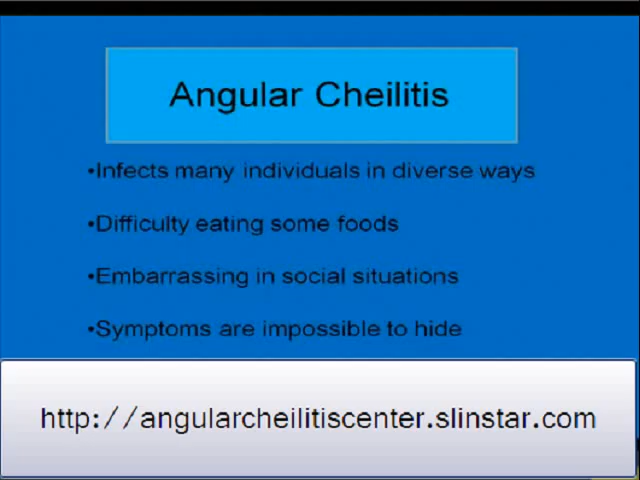 Angular Cheilitis
•Infects many individuals in diverse ways
•Difficulty eating some foods
•Embarrassing in social situations
•Symptoms are impossible to hide
http://angularcheilitiscenter.slinstar.com